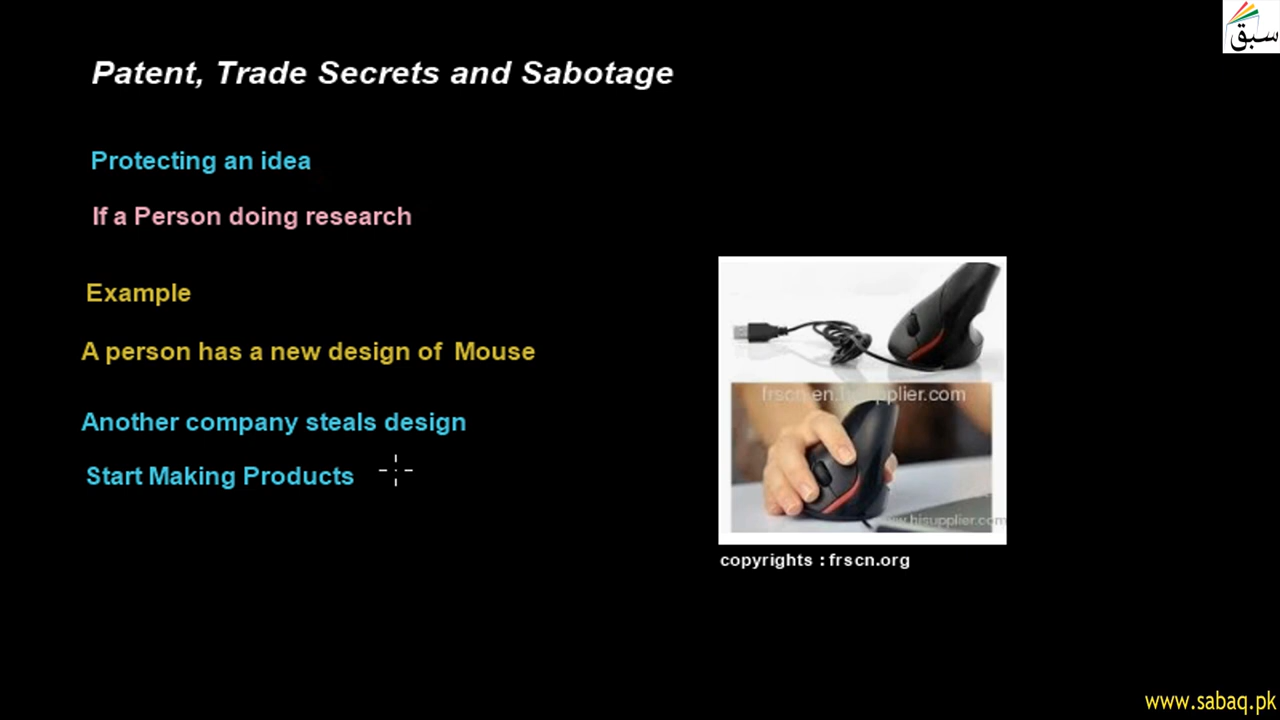 سبق
Patent, Trade Secrets and Sabotage
Protecting an idea
If a Person doing research
Example
A person has a new design of Mouse
Another company steals design
Start Making Products
copyrights : frscn.org
www.sabaq.pk